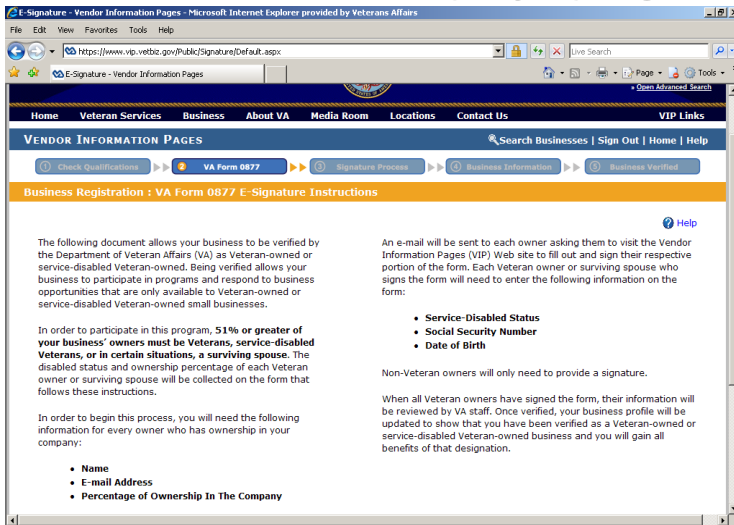 E-Signature - Vendor Information Pages - Microsoft Internet Explorer provided by Veterans Affairs
File Edit View Favorites Tools Help
https://www.vip.vetbiz.gov/Public/Signature/Default.aspx
Live Search
E-Signature - Vendor Information Pages
Page
Tools
» Open Advanced Search
Home Veteran Services Business About VA Media Room Locations Contact Us VIP Links
VENDOR INFORMATION PAGES
Search Businesses | Sign Out | Home | Help
1 Check Qualifications 2 VA Form 0877 3 Signature Process 4 Business Information 5 Business Verified
Business Registration : VA Form 0877 E-Signature Instructions
Help
The following document allows your business to be verified by
the Department of Veteran Affairs (VA) as Veteran-owned or
service-disabled Veteran-owned. Being verified allows your
business to participate in programs and respond to business
opportunities that are only available to Veteran-owned or
service-disabled Veteran-owned small businesses.
In order to participate in this program, 51% or greater of
your business' owners must be Veterans, service-disabled
Veterans, or in certain situations, a surviving spouse. The
disabled status and ownership percentage of each Veteran
owner or surviving spouse will be collected on the form that
follows these instructions.
In order to begin this process, you will need the following
information for every owner who has ownership in your
company:
• Name
• E-mail Address
• Percentage of Ownership In The Company
An e-mail will be sent to each owner asking them to visit the Vendor
Information Pages (VIP) Web site to fill out and sign their respective
portion of the form. Each Veteran owner or surviving spouse who
signs the form will need to enter the following information on the
form:
• Service-Disabled Status
• Social Security Number
• Date of Birth
Non-Veteran owners will only need to provide a signature.
When all Veteran owners have signed the form, their information will
be reviewed by VA staff. Once verified, your business profile will be
updated to show that you have been verified as a Veteran-owned or
service-disabled Veteran-owned business and you will gain all
benefits of that designation.